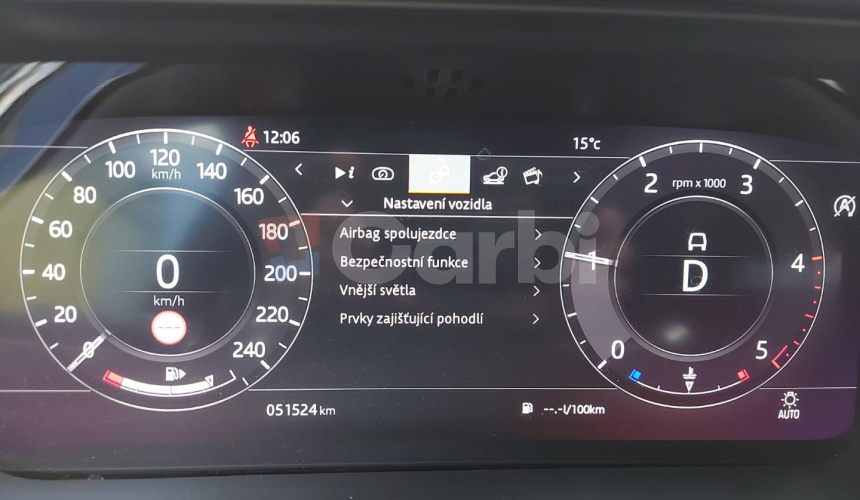 12:06
15°c
100 120 140
km/h
80 160
60 180
40 200
20 220
0 240
0
km/h
---
Nastavení vozidla
Airbag spolujezdce
Bezpečnostní funkce
Vnější světla
Prvky zajišťující pohodlí
2 rpm x 1000 3
1 4
0 5
A
D
051524 km
--.-l/100km
AUTO
Carbi